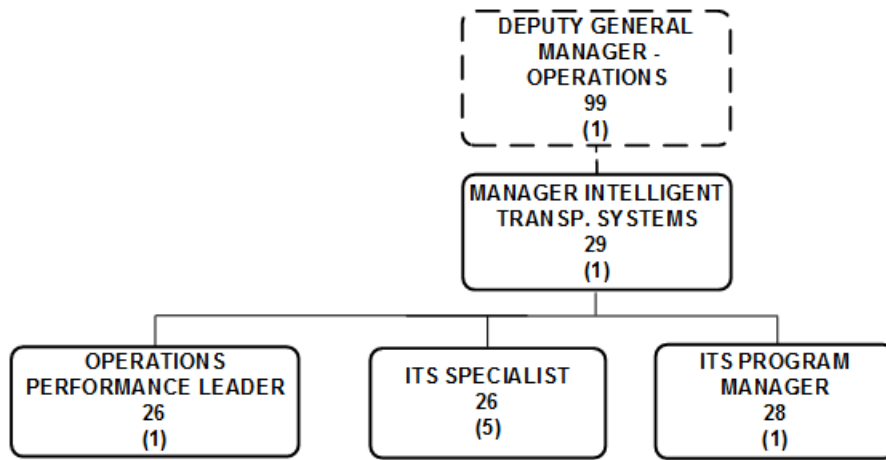 DEPUTY GENERAL
MANAGER -
OPERATIONS
99
(1)
MANAGER INTELLIGENT
TRANSP. SYSTEMS
29
(1)
OPERATIONS
PERFORMANCE LEADER
26
(1)
ITS SPECIALIST
26
(5)
ITS PROGRAM
MANAGER
28
(1)